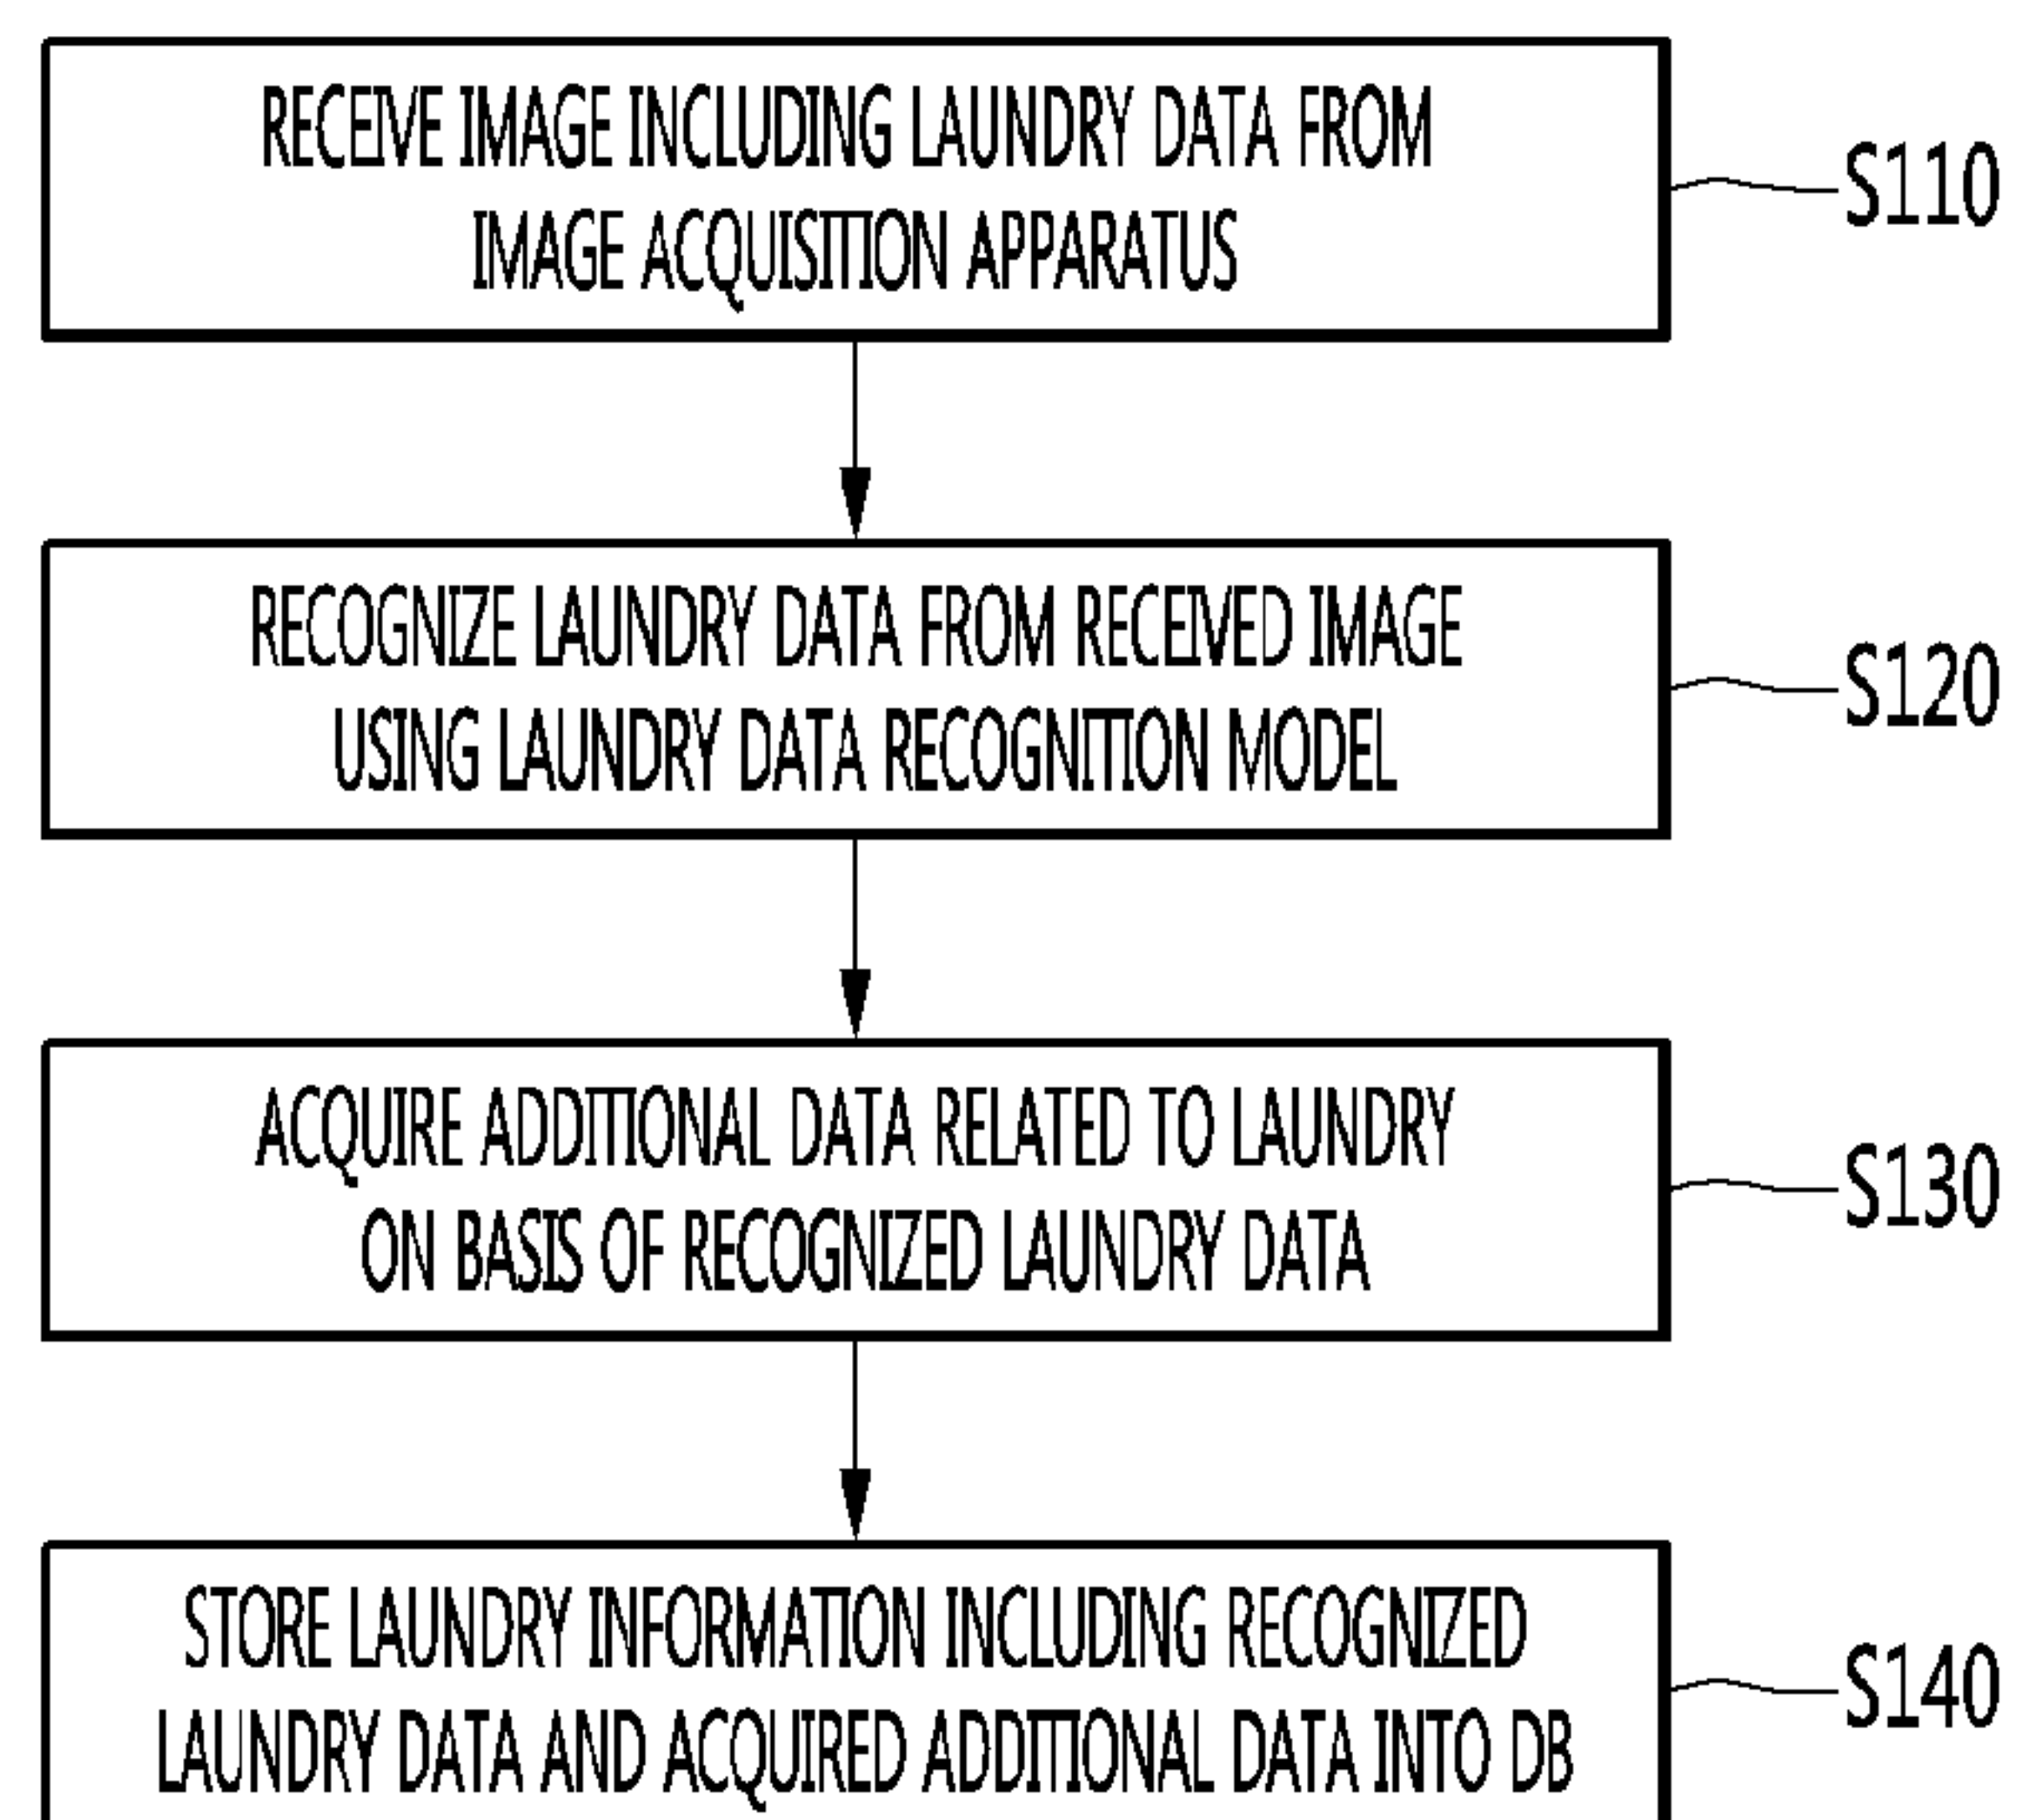 RECEIVE IMAGE INCLUDING LAUNDRY DATA FROM
IMAGE ACQUISITION APPARATUS
S110
RECOGNIZE LAUNDRY DATA FROM RECEIVED IMAGE
USING LAUNDRY DATA RECOGNITION MODEL
S120
ACQUIRE ADDITIONAL DATA RELATED TO LAUNDRY
ON BASIS OF RECOGNIZED LAUNDRY DATA
S130
STORE LAUNDRY INFORMATION INCLUDING RECOGNIZED
LAUNDRY DATA AND ACQUIRED ADDITIONAL DATA INTO DB
S140